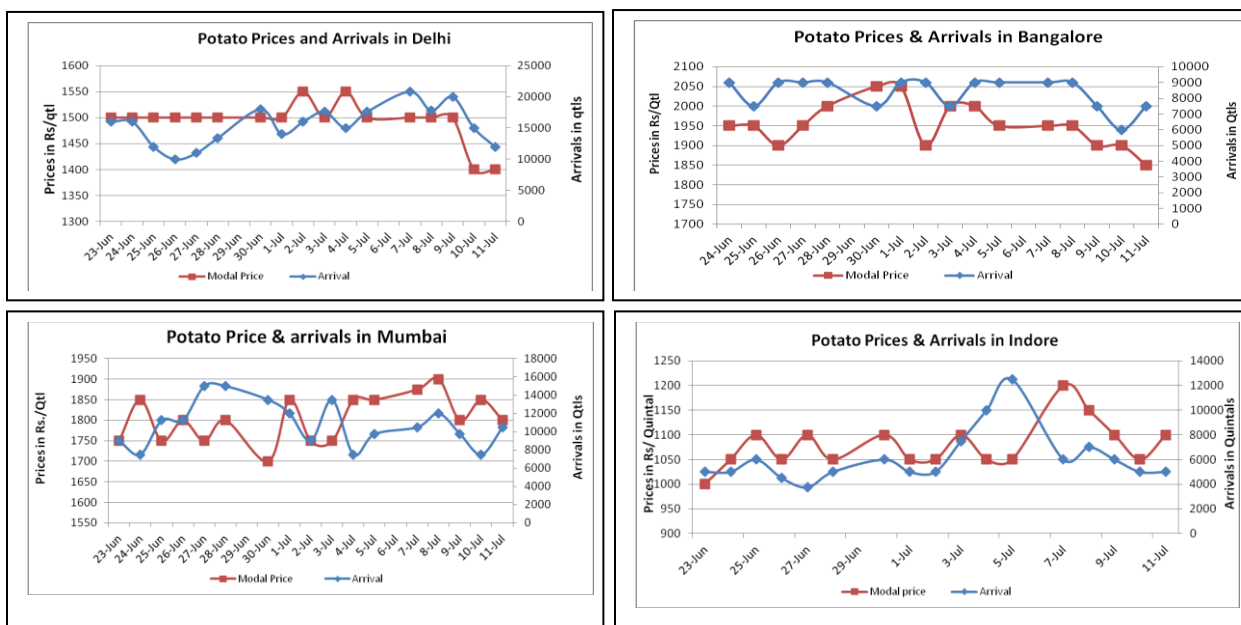 Potato Prices and Arrivals in Delhi
Prices in Rs/qtl
1600
1550
1500
1450
1400
1350
1300
25000
20000
15000
10000
5000
0
Arrivals in qtls
23-Jun
24-Jun
25-Jun
26-Jun
27-Jun
28-Jun
29-Jun
30-Jun
1-Jul
2-Jul
3-Jul
4-Jul
5-Jul
6-Jul
7-Jul
8-Jul
9-Jul
10-Jul
11-Jul
Modal Price
Arrival
Potato Prices & Arrivals in Bangalore
Prices in Rs/Qtl
2100
2050
2000
1950
1900
1850
1800
1750
1700
10000
9000
8000
7000
6000
5000
4000
3000
2000
1000
0
Arrivals in Qtls
24-Jun
25-Jun
26-Jun
27-Jun
28-Jun
29-Jun
30-Jun
1-Jul
2-Jul
3-Jul
4-Jul
5-Jul
6-Jul
7-Jul
8-Jul
9-Jul
10-Jul
11-Jul
Modal Price
Arrival
Potato Price & arrivals in Mumbai
Prices in Rs./Qtl
1950
1900
1850
1800
1750
1700
1650
1600
1550
18000
16000
14000
12000
10000
8000
6000
4000
2000
0
Arrivals in Qtls
23-Jun
24-Jun
25-Jun
26-Jun
27-Jun
28-Jun
29-Jun
30-Jun
1-Jul
2-Jul
3-Jul
4-Jul
5-Jul
6-Jul
7-Jul
8-Jul
9-Jul
10-Jul
11-Jul
Modal Price
Arrival
Potato Prices & Arrivals in Indore
Prices in Rs/ Quintal
1250
1200
1150
1100
1050
1000
950
900
14000
12000
10000
8000
6000
4000
2000
0
Arrivals in Quintals
23-Jun
25-Jun
27-Jun
29-Jun
1-Jul
3-Jul
5-Jul
7-Jul
9-Jul
11-Jul
Modal price
Arrival